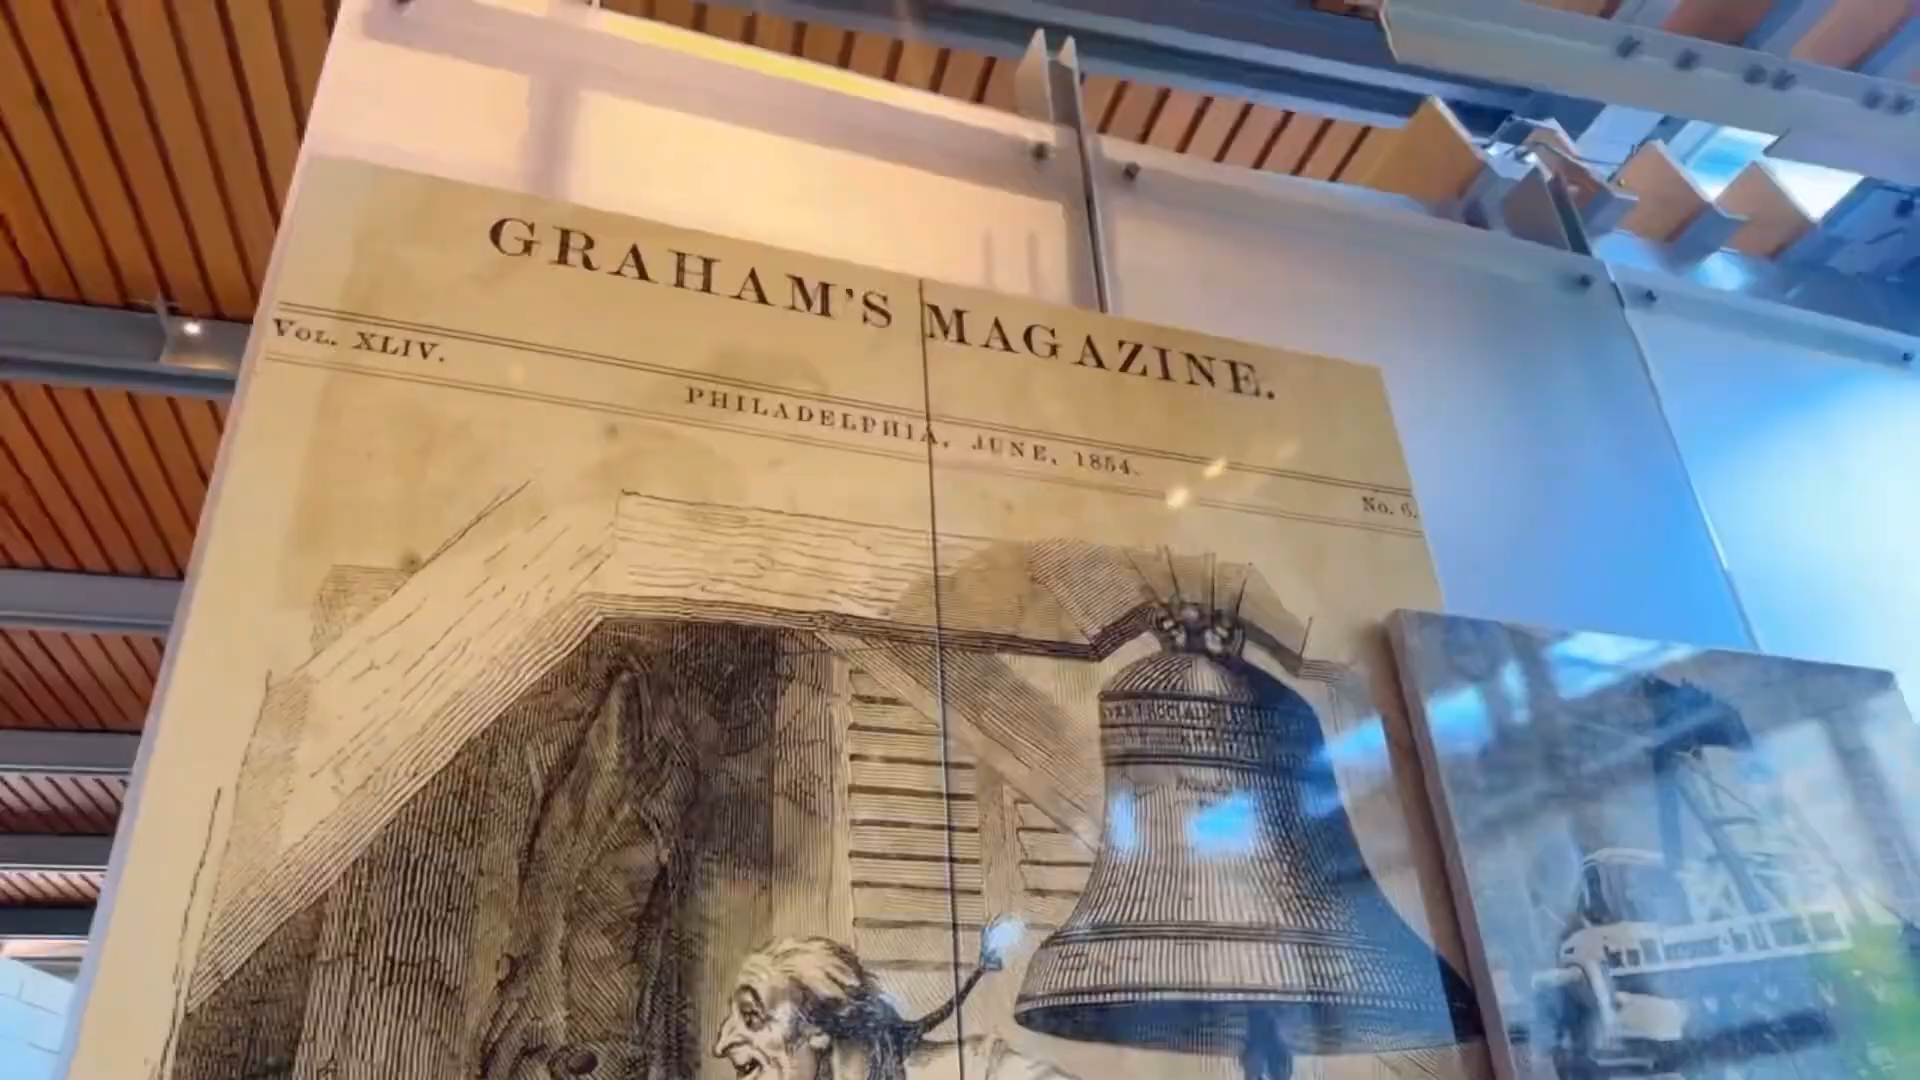 GRAHAM'S MAGAZINE.
VOL. XLIV.
PHILADELPHIA, JUNE, 1854.
No. 6.